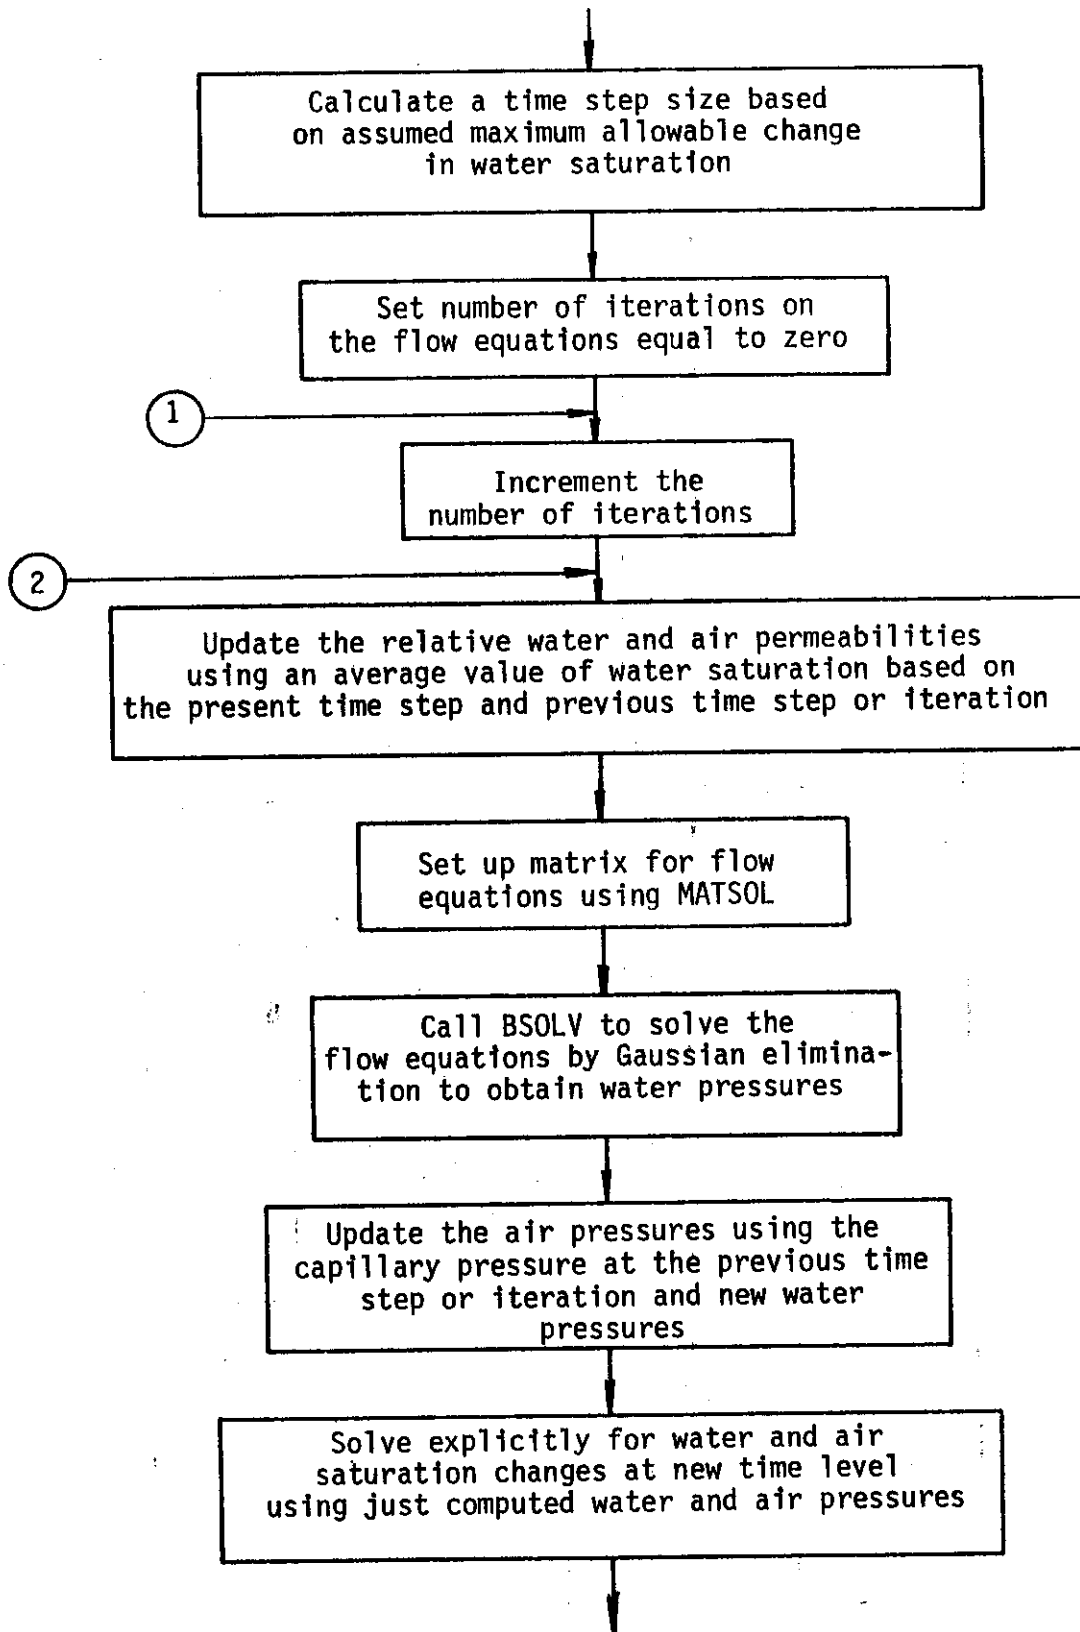 Calculate a time step size based
on assumed maximum allowable change
in water saturation
Set number of iterations on
the flow equations equal to zero
1
Increment the
number of iterations
2
Update the relative water and air permeabilities
using an average value of water saturation based on
the present time step and previous time step or iteration
Set up matrix for flow
equations using MATSOL
Call BSOLV to solve the
flow equations by Gaussian elimina-
tion to obtain water pressures
Update the air pressures using the
capillary pressure at the previous time
step or iteration and new water
pressures
Solve explicitly for water and air
saturation changes at new time level
using just computed water and air pressures